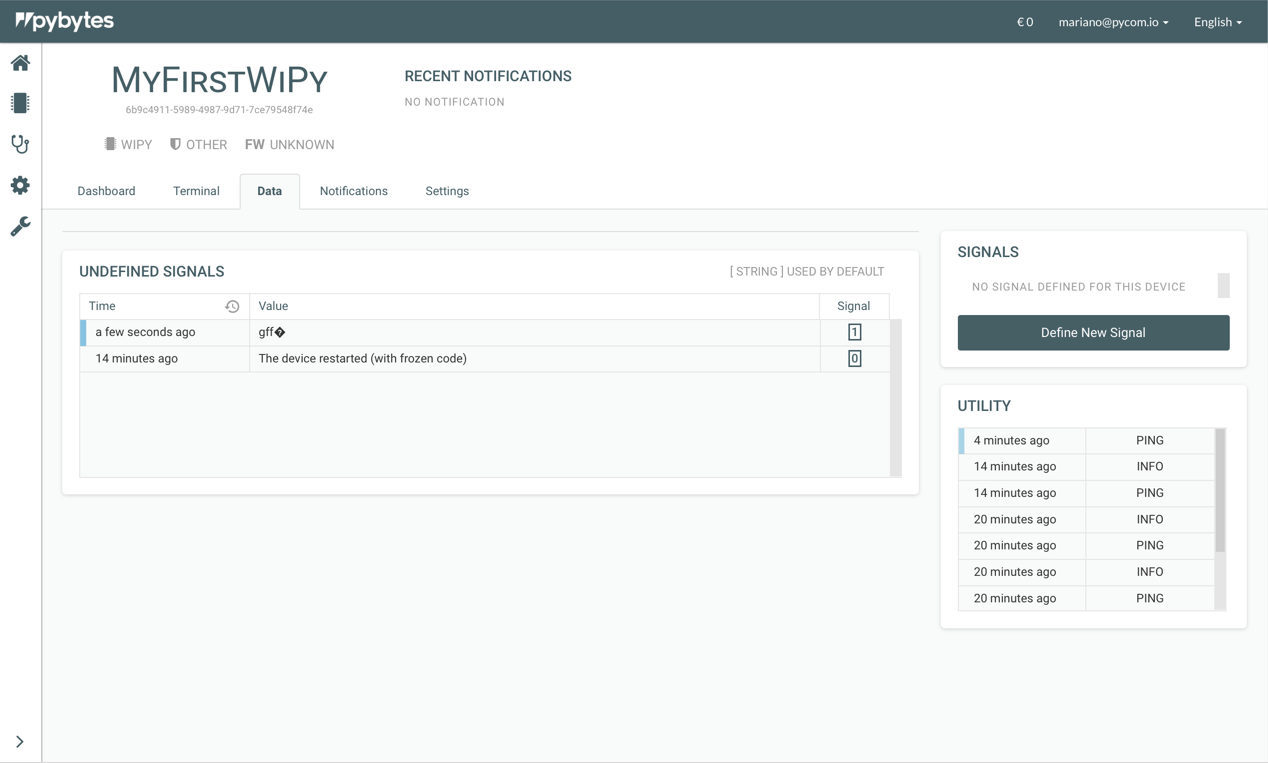 pybytes
€ 0 mariano@pycom.io English
MyFirstWiPy
6b9c4911-5989-4987-9d71-7ce79548f74e
WIPY OTHER FW UNKNOWN
RECENT NOTIFICATIONS
NO NOTIFICATION
Dashboard Terminal Data Notifications Settings
UNDEFINED SIGNALS [ STRING ] USED BY DEFAULT
Time Value Signal
a few seconds ago gff� 1
14 minutes ago The device restarted (with frozen code) 0
SIGNALS
NO SIGNAL DEFINED FOR THIS DEVICE
Define New Signal
UTILITY
4 minutes ago PING
14 minutes ago INFO
14 minutes ago PING
20 minutes ago INFO
20 minutes ago PING
20 minutes ago INFO
20 minutes ago PING